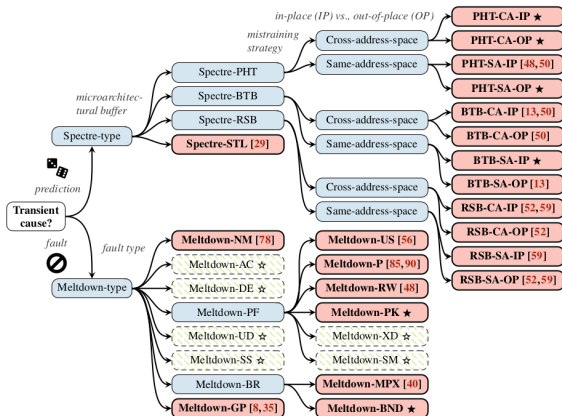 in-place (IP) vs., out-of-place (OP)
PHT-CA-IP ★
mistraining
strategy
Cross-address-space
PHT-CA-OP ★
Same-address-space
PHT-SA-IP [48,50]
Spectre-PHT
PHT-SA-OP ★
microarchitec-
tural buffer
Spectre-BTB
BTB-CA-IP [13,50]
Spectre-RSB
Cross-address-space
BTB-CA-OP [50]
Spectre-type
Spectre-STL [29]
Same-address-space
BTB-SA-IP ★
BTB-SA-OP [13]
prediction
Cross-address-space
RSB-CA-IP [52,59]
Transient
cause?
Same-address-space
RSB-CA-OP [52]
fault
fault type
Meltdown-NM [78]
Meltdown-US [56]
RSB-SA-IP [59]
Meltdown-AC ☆
Meltdown-P [85,90]
RSB-SA-OP [52,59]
Meltdown-type
Meltdown-DE ☆
Meltdown-RW [48]
Meltdown-PF
Meltdown-PK ★
Meltdown-UD ☆
Meltdown-XD ☆
Meltdown-SS ☆
Meltdown-SM ☆
Meltdown-BR
Meltdown-MPX [40]
Meltdown-GP [8,35]
Meltdown-BND ★